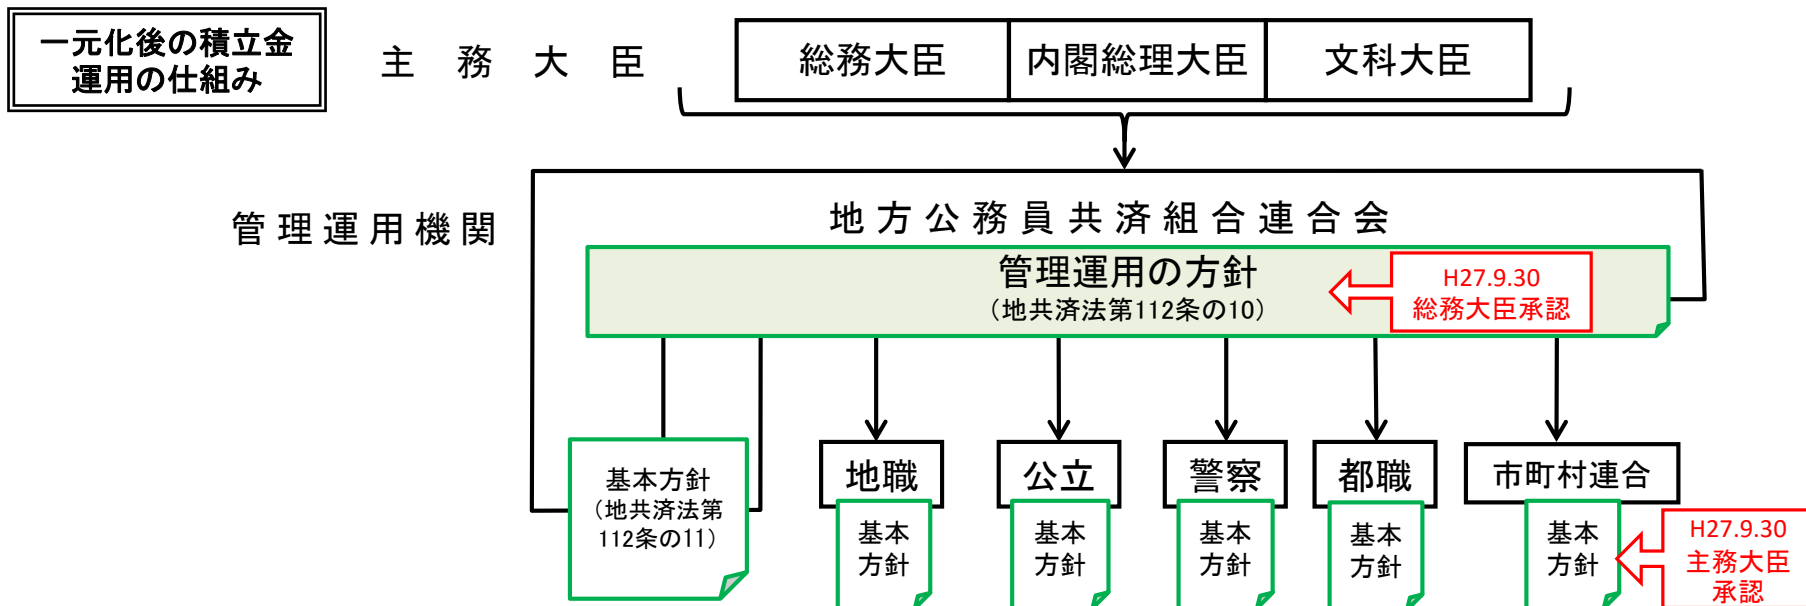 一元化後の積立金
運用の仕組み
主務大臣
総務大臣
内閣総理大臣
文科大臣
管理運用機関
地方公務員共済組合連合会
管理運用の方針
（地共済法第112条の10）
H27.9.30
総務大臣承認
基本方針
（地共済法第
112条の11）
地職
公立
警察
都職
市町村連合
基本
方針
基本
方針
基本
方針
基本
方針
基本
方針
H27.9.30
主務大臣
承認